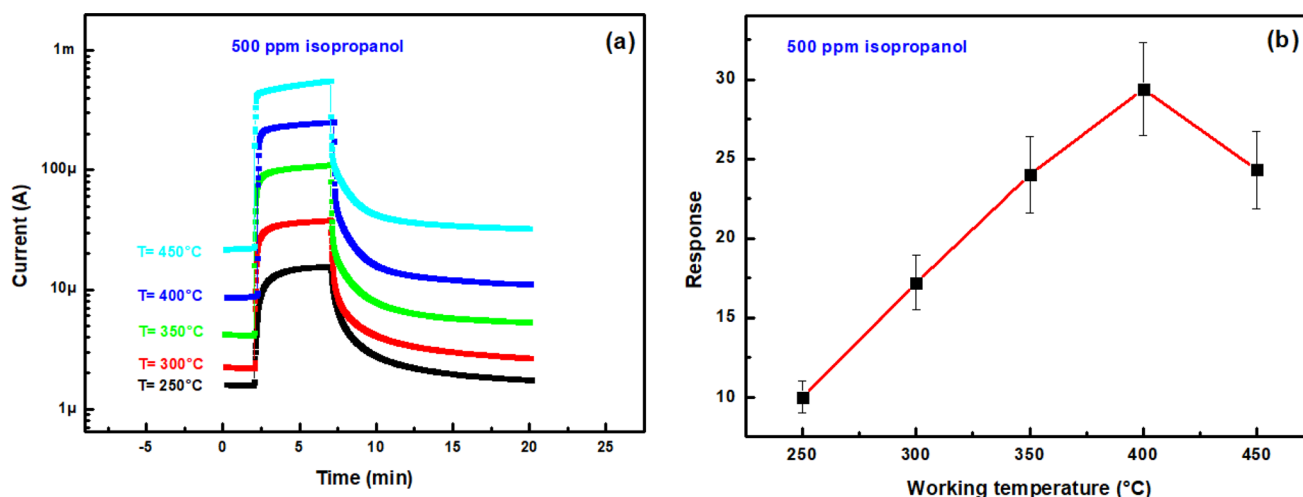 500 ppm isopropanol
(a)
Current (A)
1m
100µ
10µ
1µ
T= 450°C
T= 400°C
T= 350°C
T= 300°C
T= 250°C
-5
0
5
10
15
20
25
Time (min)
500 ppm isopropanol
(b)
Response
30
25
20
15
10
250
300
350
400
450
Working temperature (°C)